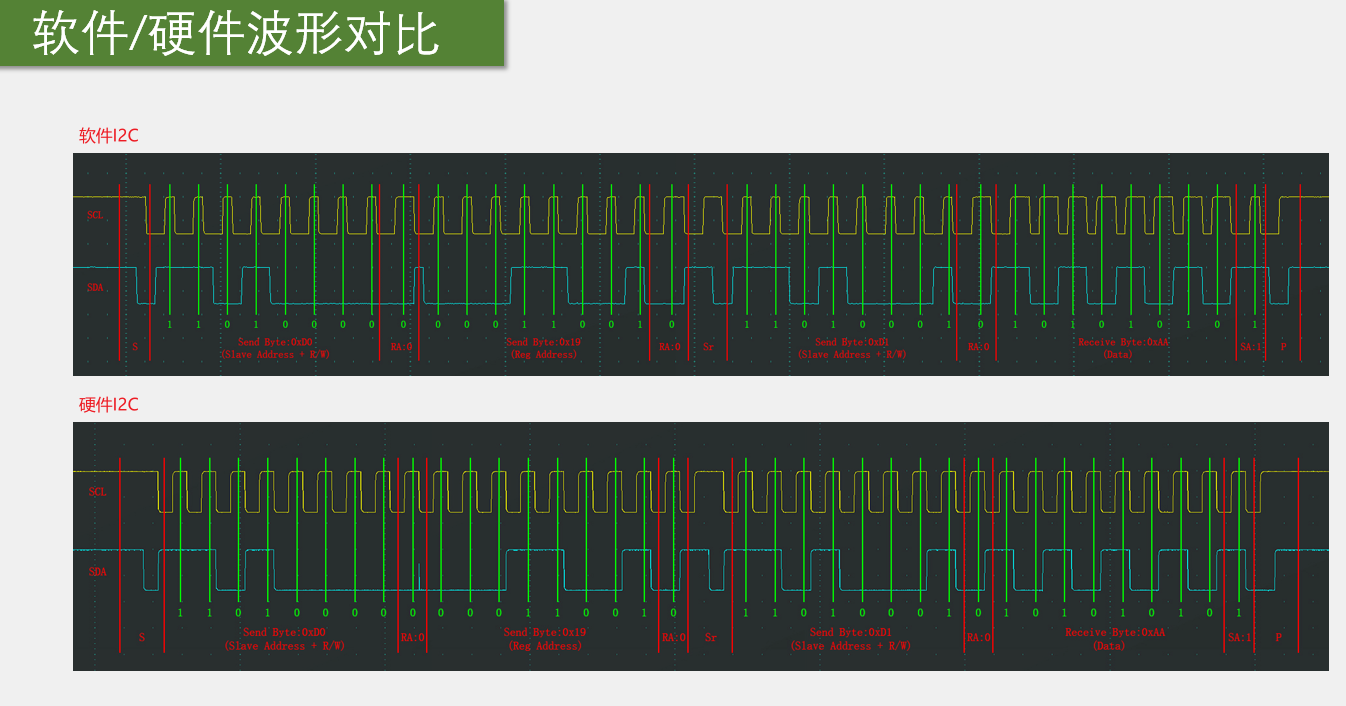 软件/硬件波形对比
软件I2C
SCL
SDA
1 1 0 1 0 0 0 0 0 0 0 0 1 1 0 0 1 0 1 1 0 1 0 0 0 1 0 1 0 1 0 1 0 1 0 1
S Send Byte:0xD0 RA:0 Send Byte:0x19 RA:0 Sr Send Byte:0xD1 RA:0 Receive Byte:0xAA SA:1 P
(Slave Address + R/W) (Reg Address) (Slave Address + R/W) (Data)
硬件I2C
SCL
SDA
1 1 0 1 0 0 0 0 0 0 0 0 1 1 0 0 1 0 1 1 0 1 0 0 0 1 0 1 0 1 0 1 0 1 0 1
S Send Byte:0xD0 RA:0 Send Byte:0x19 RA:0 Sr Send Byte:0xD1 RA:0 Receive Byte:0xAA SA:1 P
(Slave Address + R/W) (Reg Address) (Slave Address + R/W) (Data)